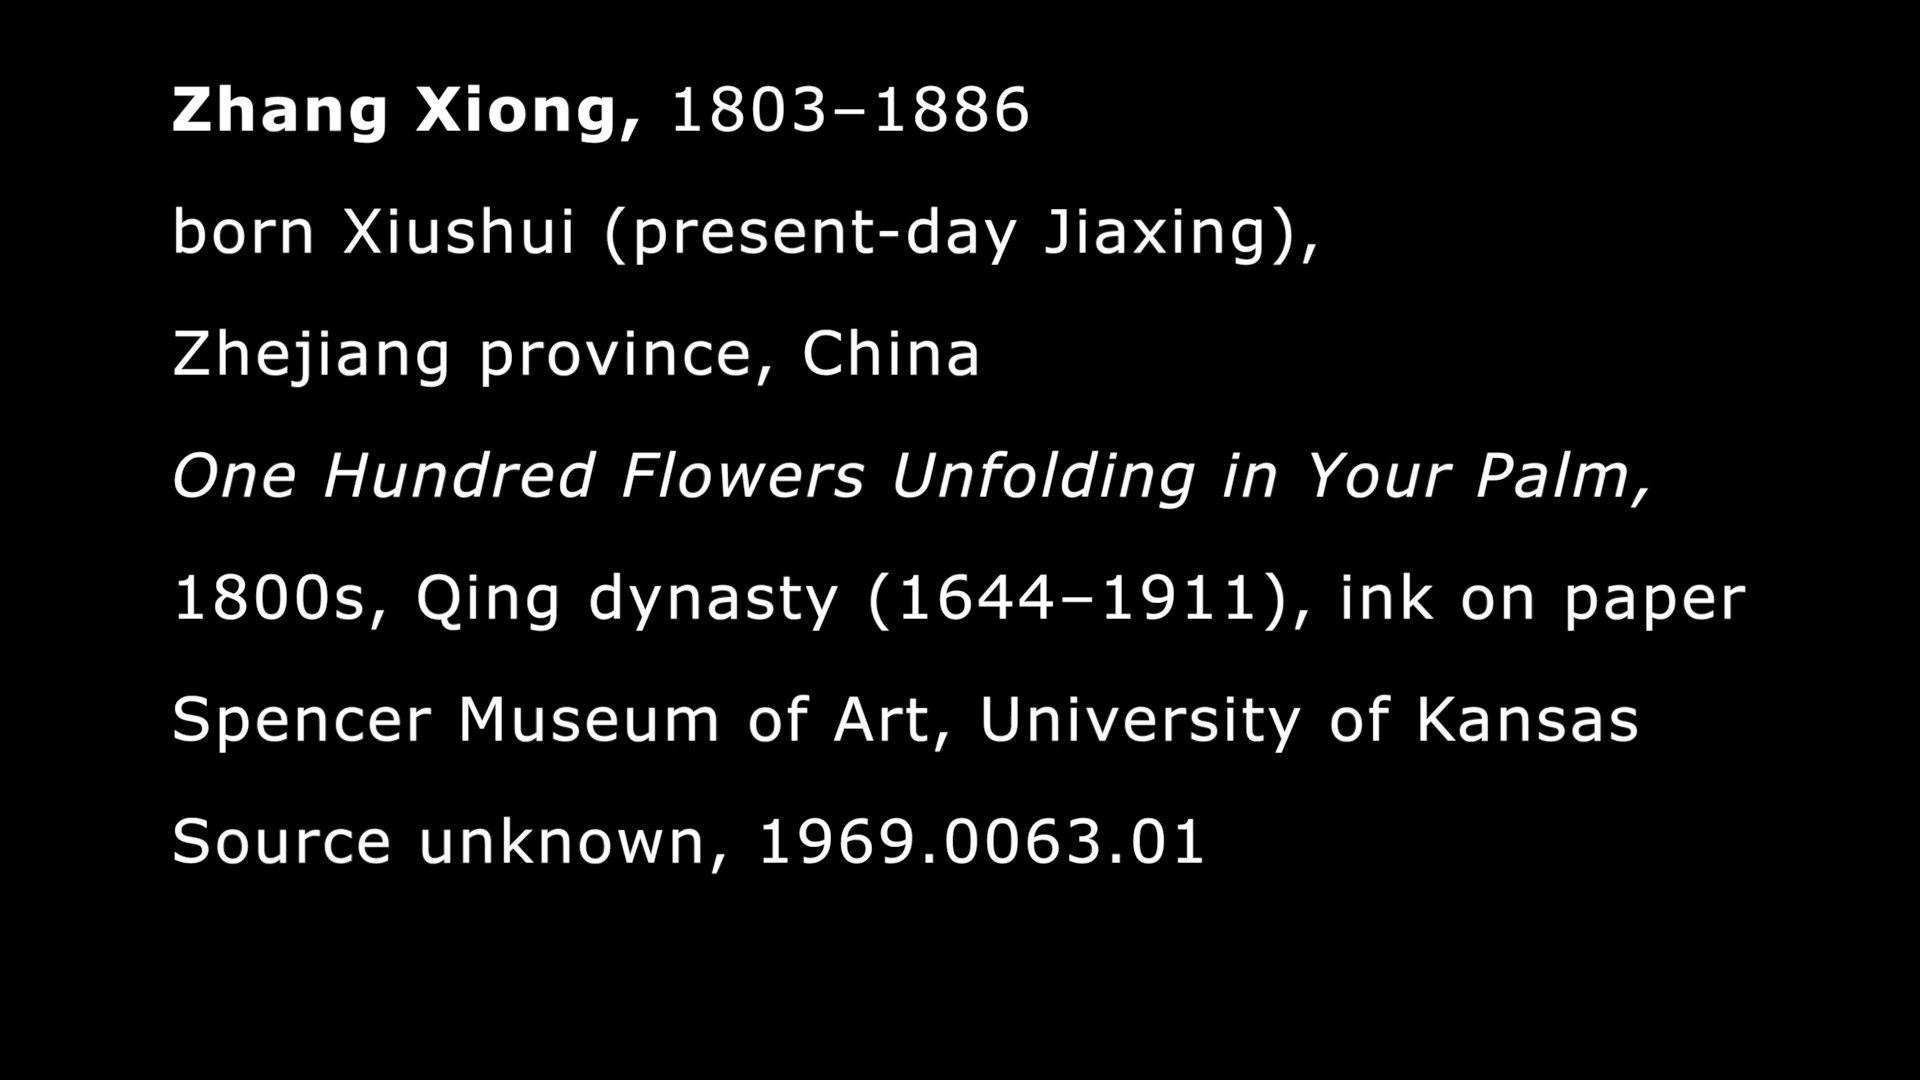 Zhang Xiong, 1803–1886
born Xiushui (present-day Jiaxing),
Zhejiang province, China
One Hundred Flowers Unfolding in Your Palm,
1800s, Qing dynasty (1644–1911), ink on paper
Spencer Museum of Art, University of Kansas
Source unknown, 1969.0063.01